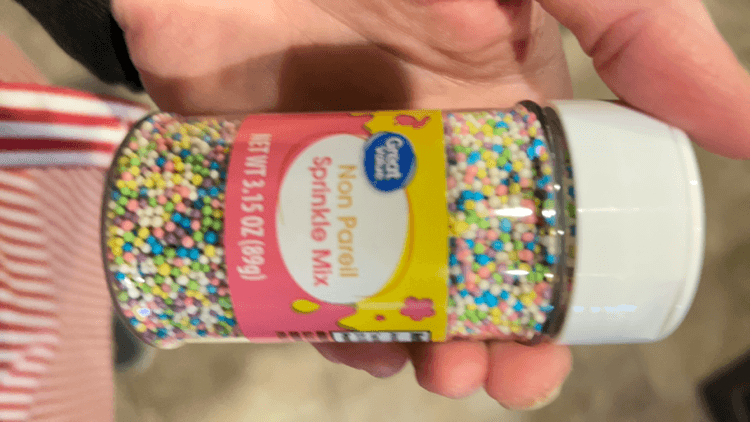 Great
Value
Non Pareil
Sprinkle Mix
NET WT 3.15 OZ (89g)